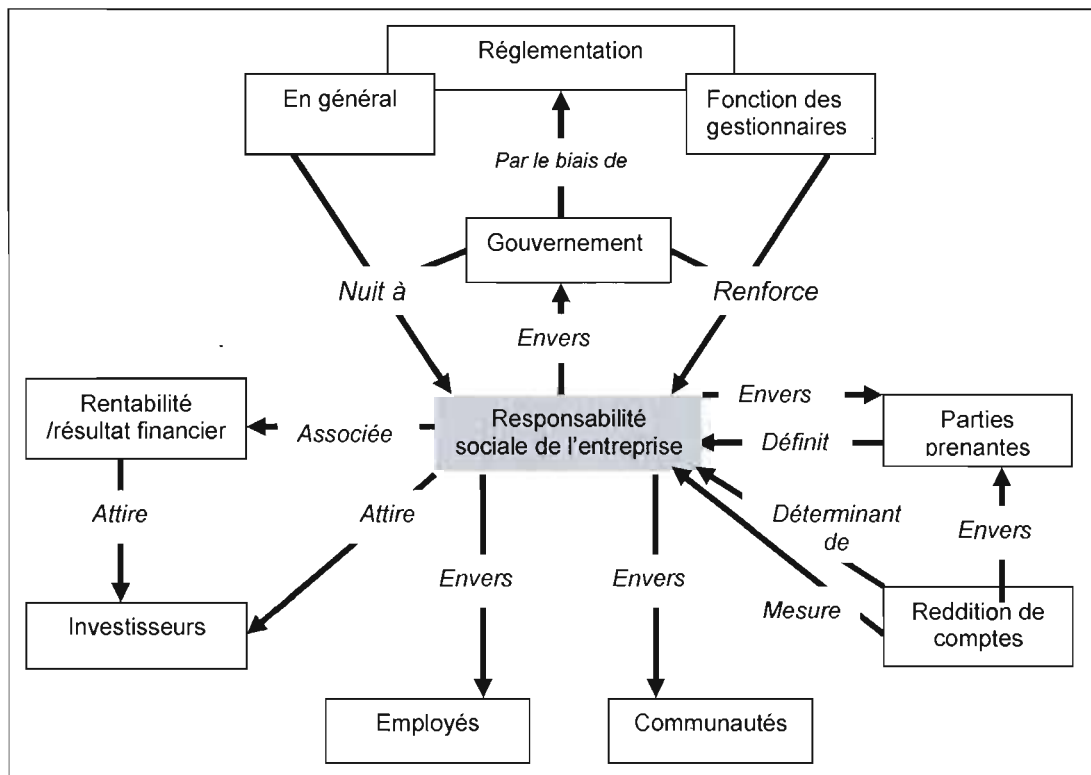 Réglementation
En général
Fonction des
gestionnaires
Par le biais de
Gouvernement
Nuit à
Renforce
Envers
Rentabilité
/résultat financier
Associée
Responsabilité
sociale de l'entreprise
Envers
Définit
Parties
prenantes
Attire
Attire
Déterminant
de
Envers
Envers
Envers
Mesure
Investisseurs
Reddition de
comptes
Employés
Communautés